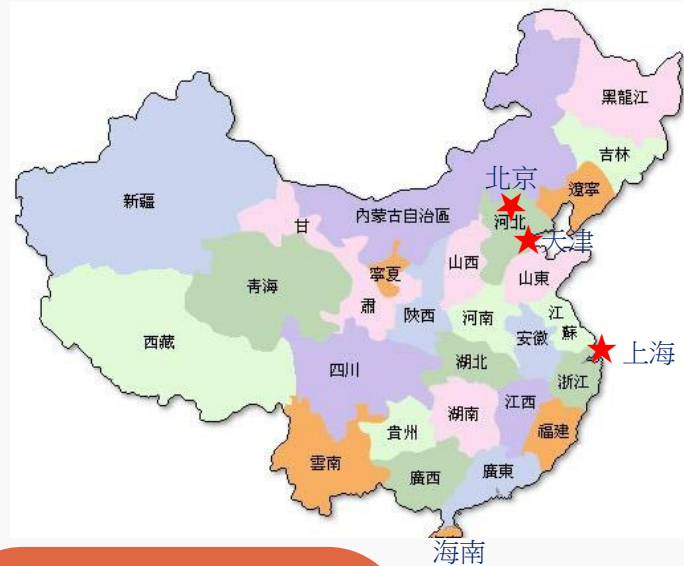 黑龍江
吉林
遼寧
北京
新疆
內蒙古自治區
河北
甘
天津
山西
寧夏
山東
青海
肅
江
陝西
河南
蘇
安徽
西藏
上海
湖北
四川
浙江
江西
湖南
貴州
福建
雲南
廣西
廣東
海南